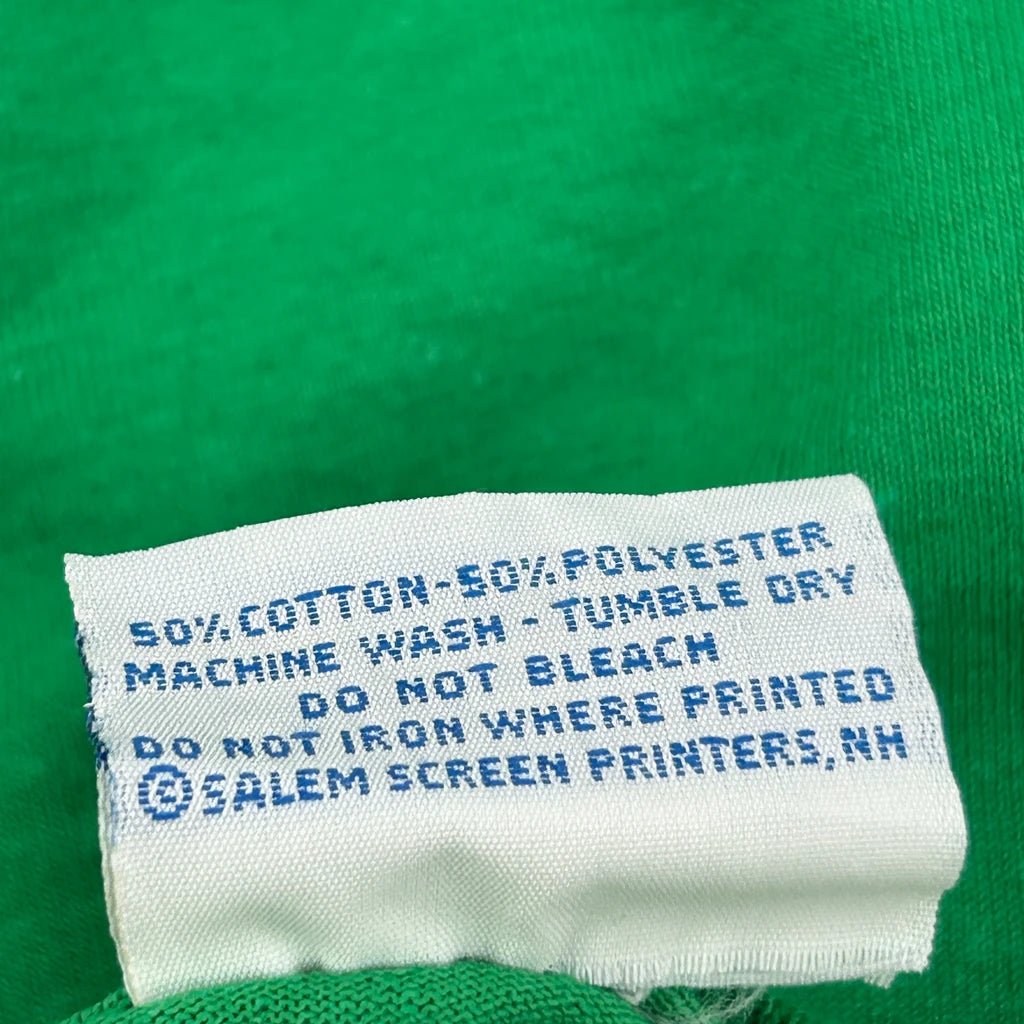 50% COTTON-50% POLYESTER
MACHINE WASH - TUMBLE DRY
DO NOT BLEACH
DO NOT IRON WHERE PRINTED
© SALEM SCREEN PRINTERS, NH